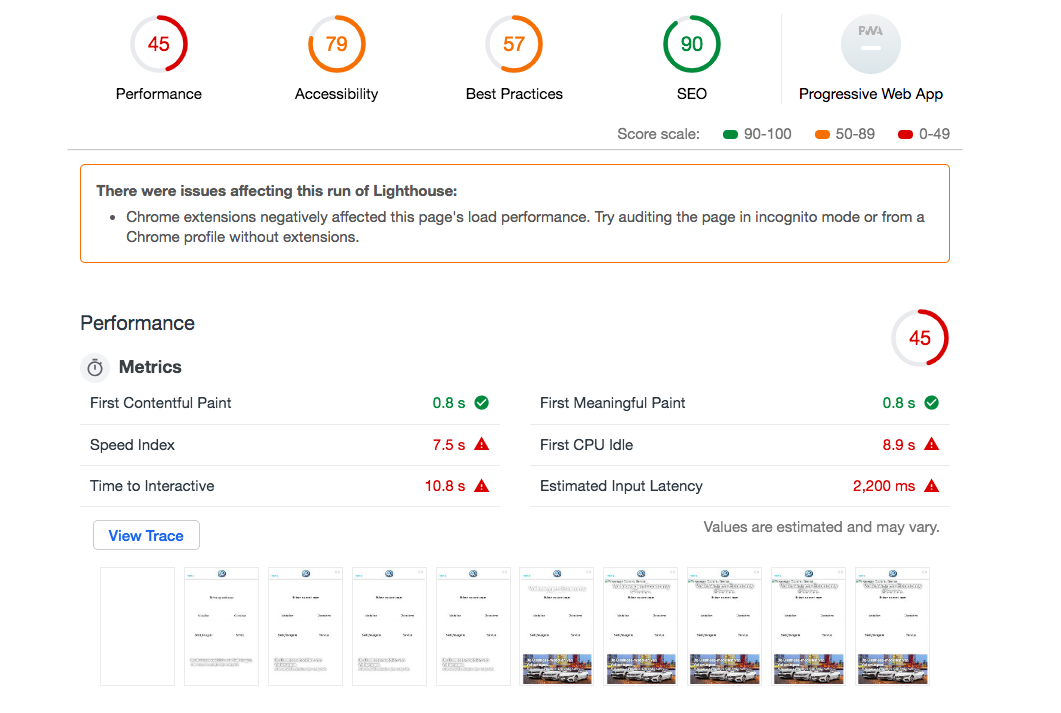 45
79
57
90
PWA
Performance
Accessibility
Best Practices
SEO
Progressive Web App
Score scale:
90-100
50-89
0-49
There were issues affecting this run of Lighthouse:
• Chrome extensions negatively affected this page's load performance. Try auditing the page in incognito mode or from a
Chrome profile without extensions.
Performance
45
Metrics
First Contentful Paint
0.8 s
First Meaningful Paint
0.8 s
Speed Index
7.5 s
First CPU Idle
8.9 s
Time to Interactive
10.8 s
Estimated Input Latency
2,200 ms
View Trace
Values are estimated and may vary.